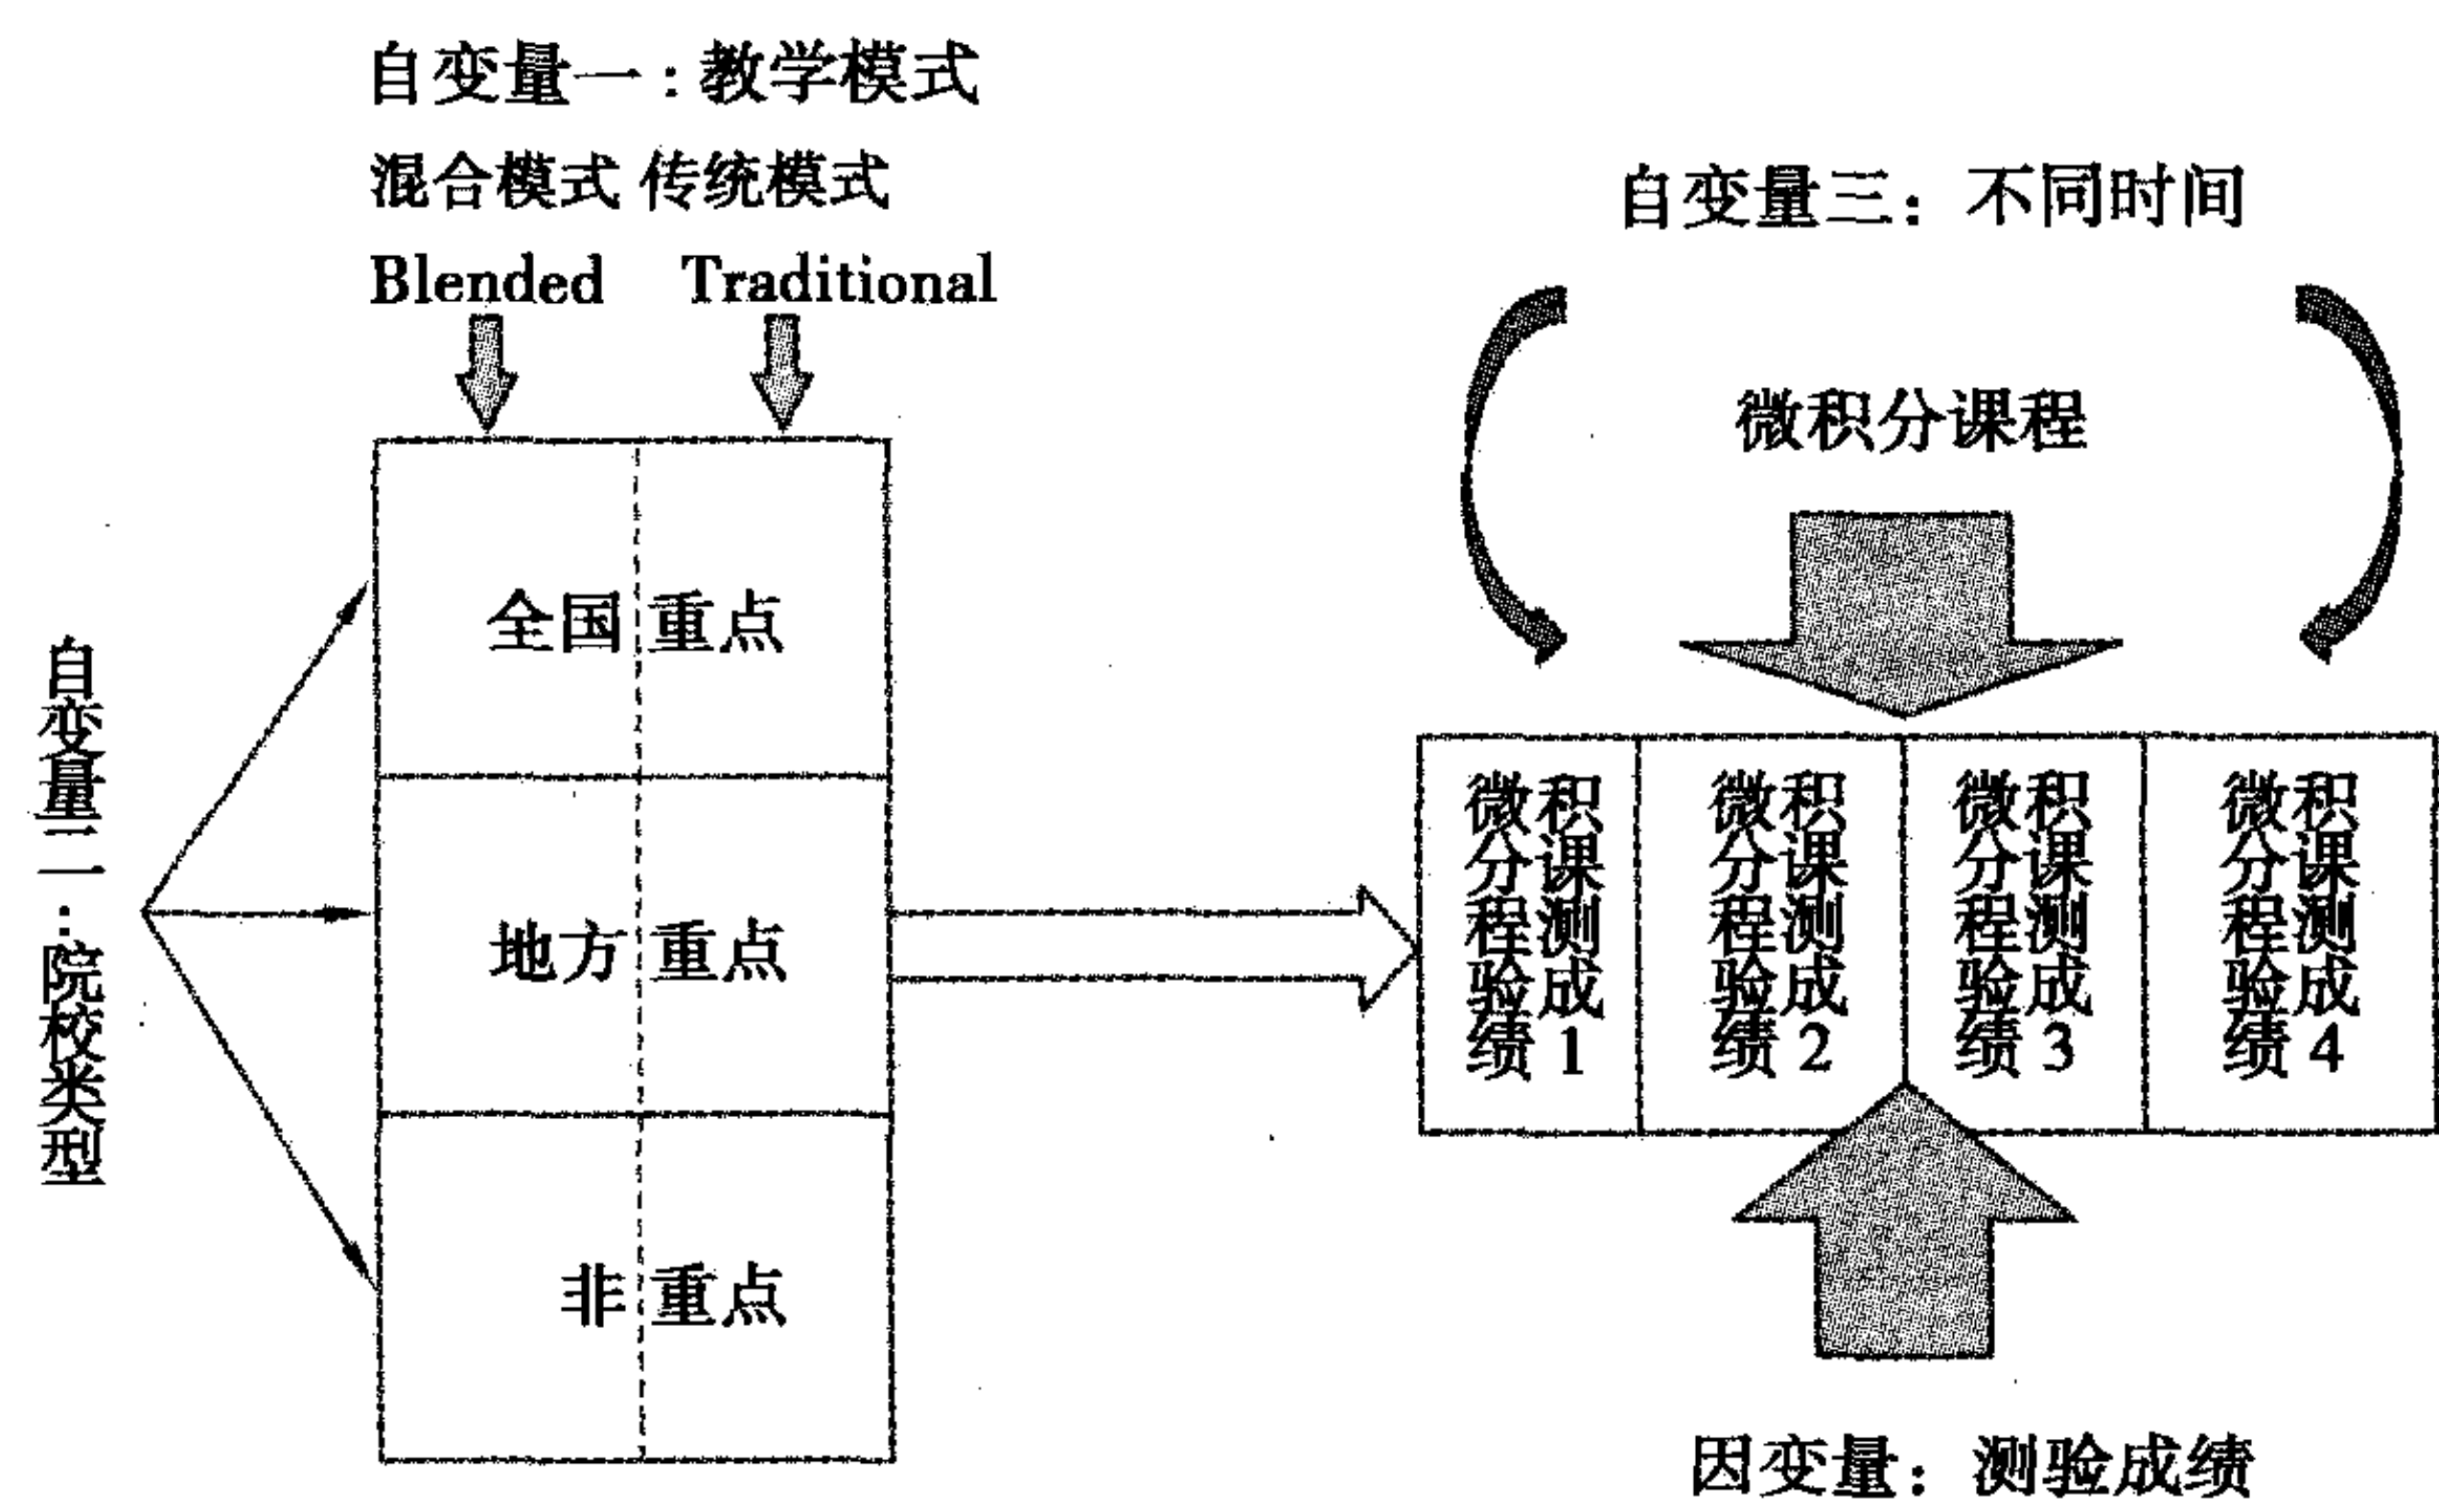 自变量一:教学模式
混合模式 传统模式
Blended Traditional
自变量二:院校类型
全国重点
地方重点
非重点
自变量三：不同时间
微积分课程
微积
分课
程测
验成
绩1
微积
分课
程测
验成
绩2
微积
分课
程测
验成
绩3
微积
分课
程测
验成
绩4
因变量：测验成绩